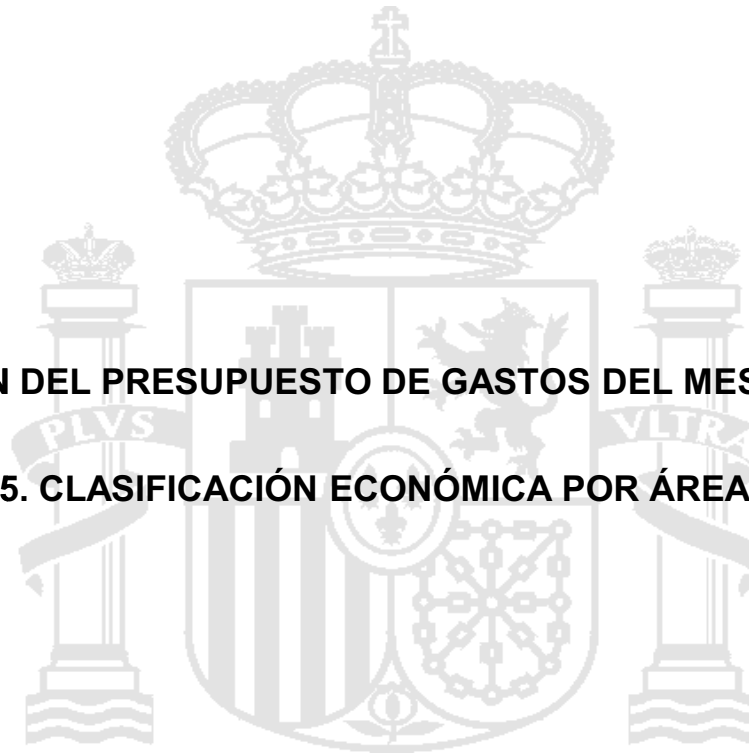 N DEL PRESUPUESTO DE GASTOS DEL MES
5. CLASIFICACIÓN ECONÓMICA POR ÁREA
PLVS
VLTRA